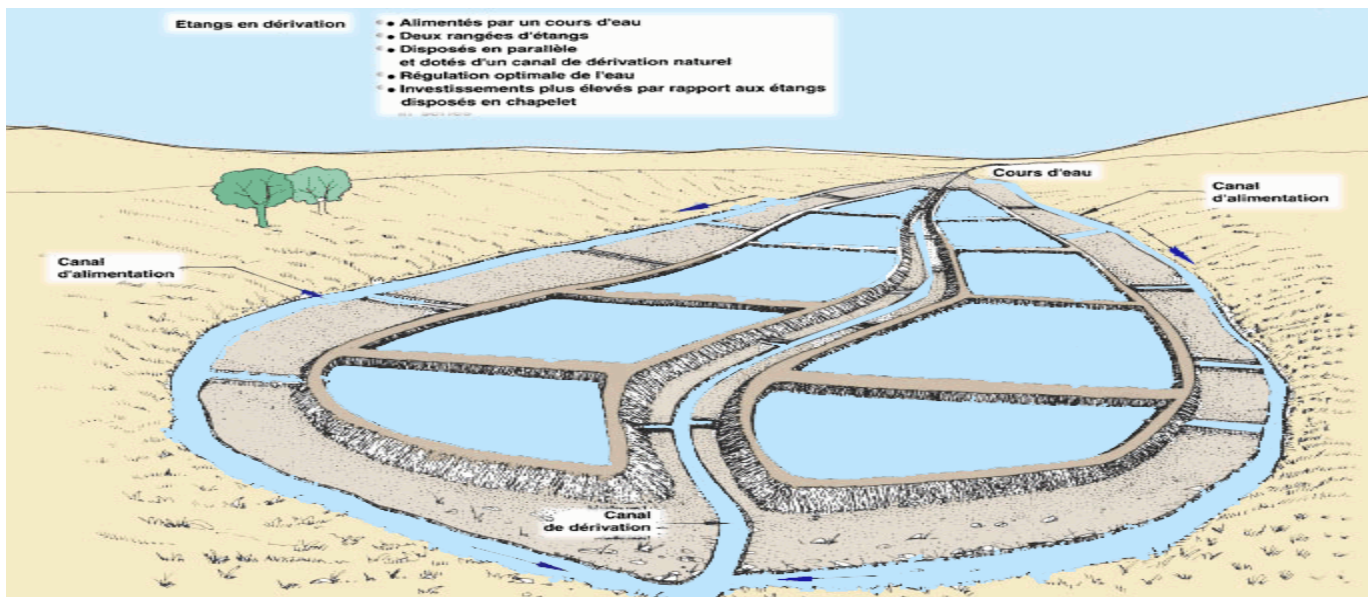 Etangs en dérivation
• Alimentés par un cours d'eau
• Deux rangées d'étangs
• Disposés en parallèle
et dotés d'un canal de dérivation naturel
• Régulation optimale de l'eau
• Investissements plus élevés par rapport aux étangs
disposés en chapelet
Cours d'eau
Canal
d'alimentation
Canal
d'alimentation
Canal
de dérivation